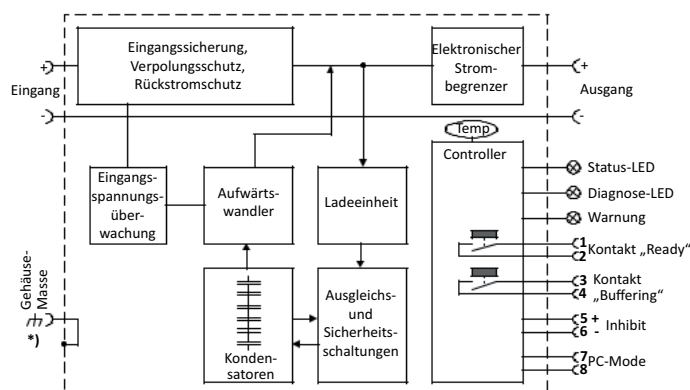 Eingangssicherung,
Verpolungsschutz,
Rückstromschutz
Elektronischer
Strom-
begrenzer
+
Eingang
-
+
Ausgang
-
Temp
Controller
Eingangs-
spannungs-
über-
wachung
Aufwärts-
wandler
Ladeeinheit
Status-LED
Diagnose-LED
Warnung
1
2
Kontakt „Ready“
3
4
Kontakt
„Buffering“
5 +
6 -
Inhibit
7
8
PC-Mode
Gehäuse-
Masse
*)
Konden-
satoren
Ausgleichs-
und
Sicherheits-
schaltungen